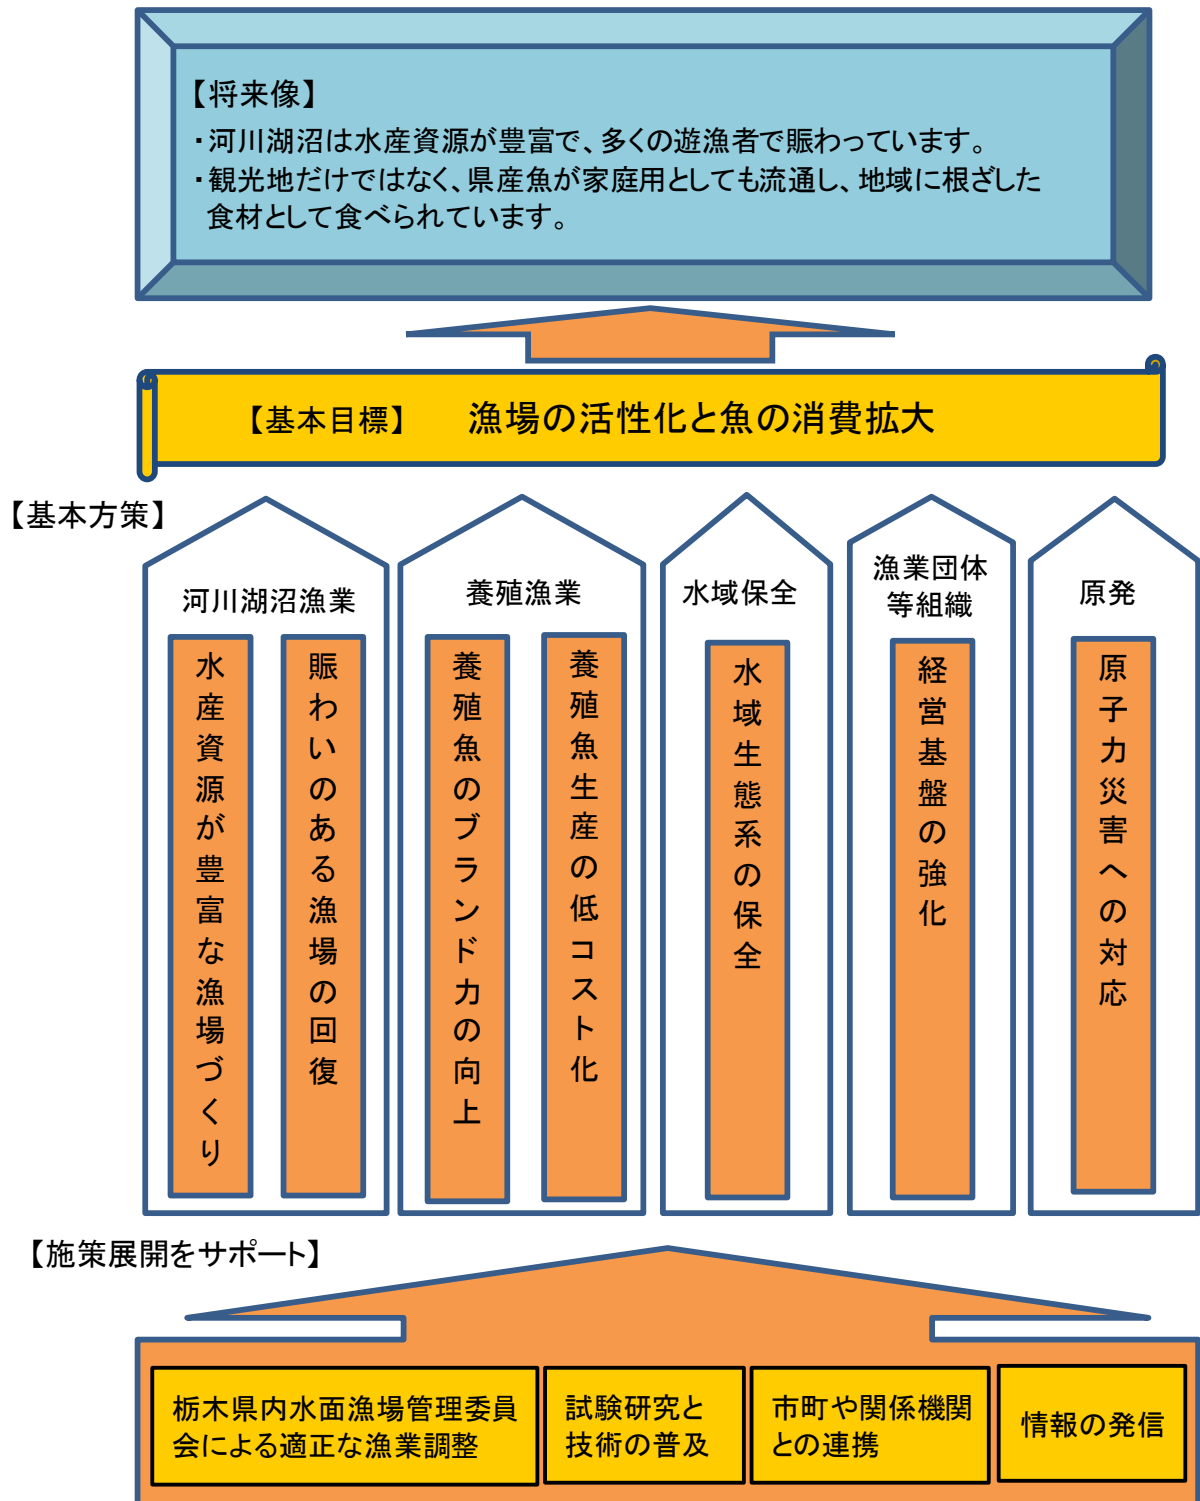 【将来像】
・河川湖沼は水産資源が豊富で、多くの遊漁者で賑わっています。
・観光地だけではなく、県産魚が家庭用としても流通し、地域に根ざした
食材として食べられています。
【基本目標】 漁場の活性化と魚の消費拡大
【基本方策】
河川湖沼漁業
水産資源が豊富な漁場づくり
賑わいのある漁場の回復
養殖漁業
養殖魚のブランド力の向上
養殖魚生産の低コスト化
水域保全
水域生態系の保全
漁業団体
等組織
経営基盤の強化
原発
原子力災害への対応
【施策展開をサポート】
栃木県内水面漁場管理委員
会による適正な漁業調整
試験研究と
技術の普及
市町や関係機関
との連携
情報の発信